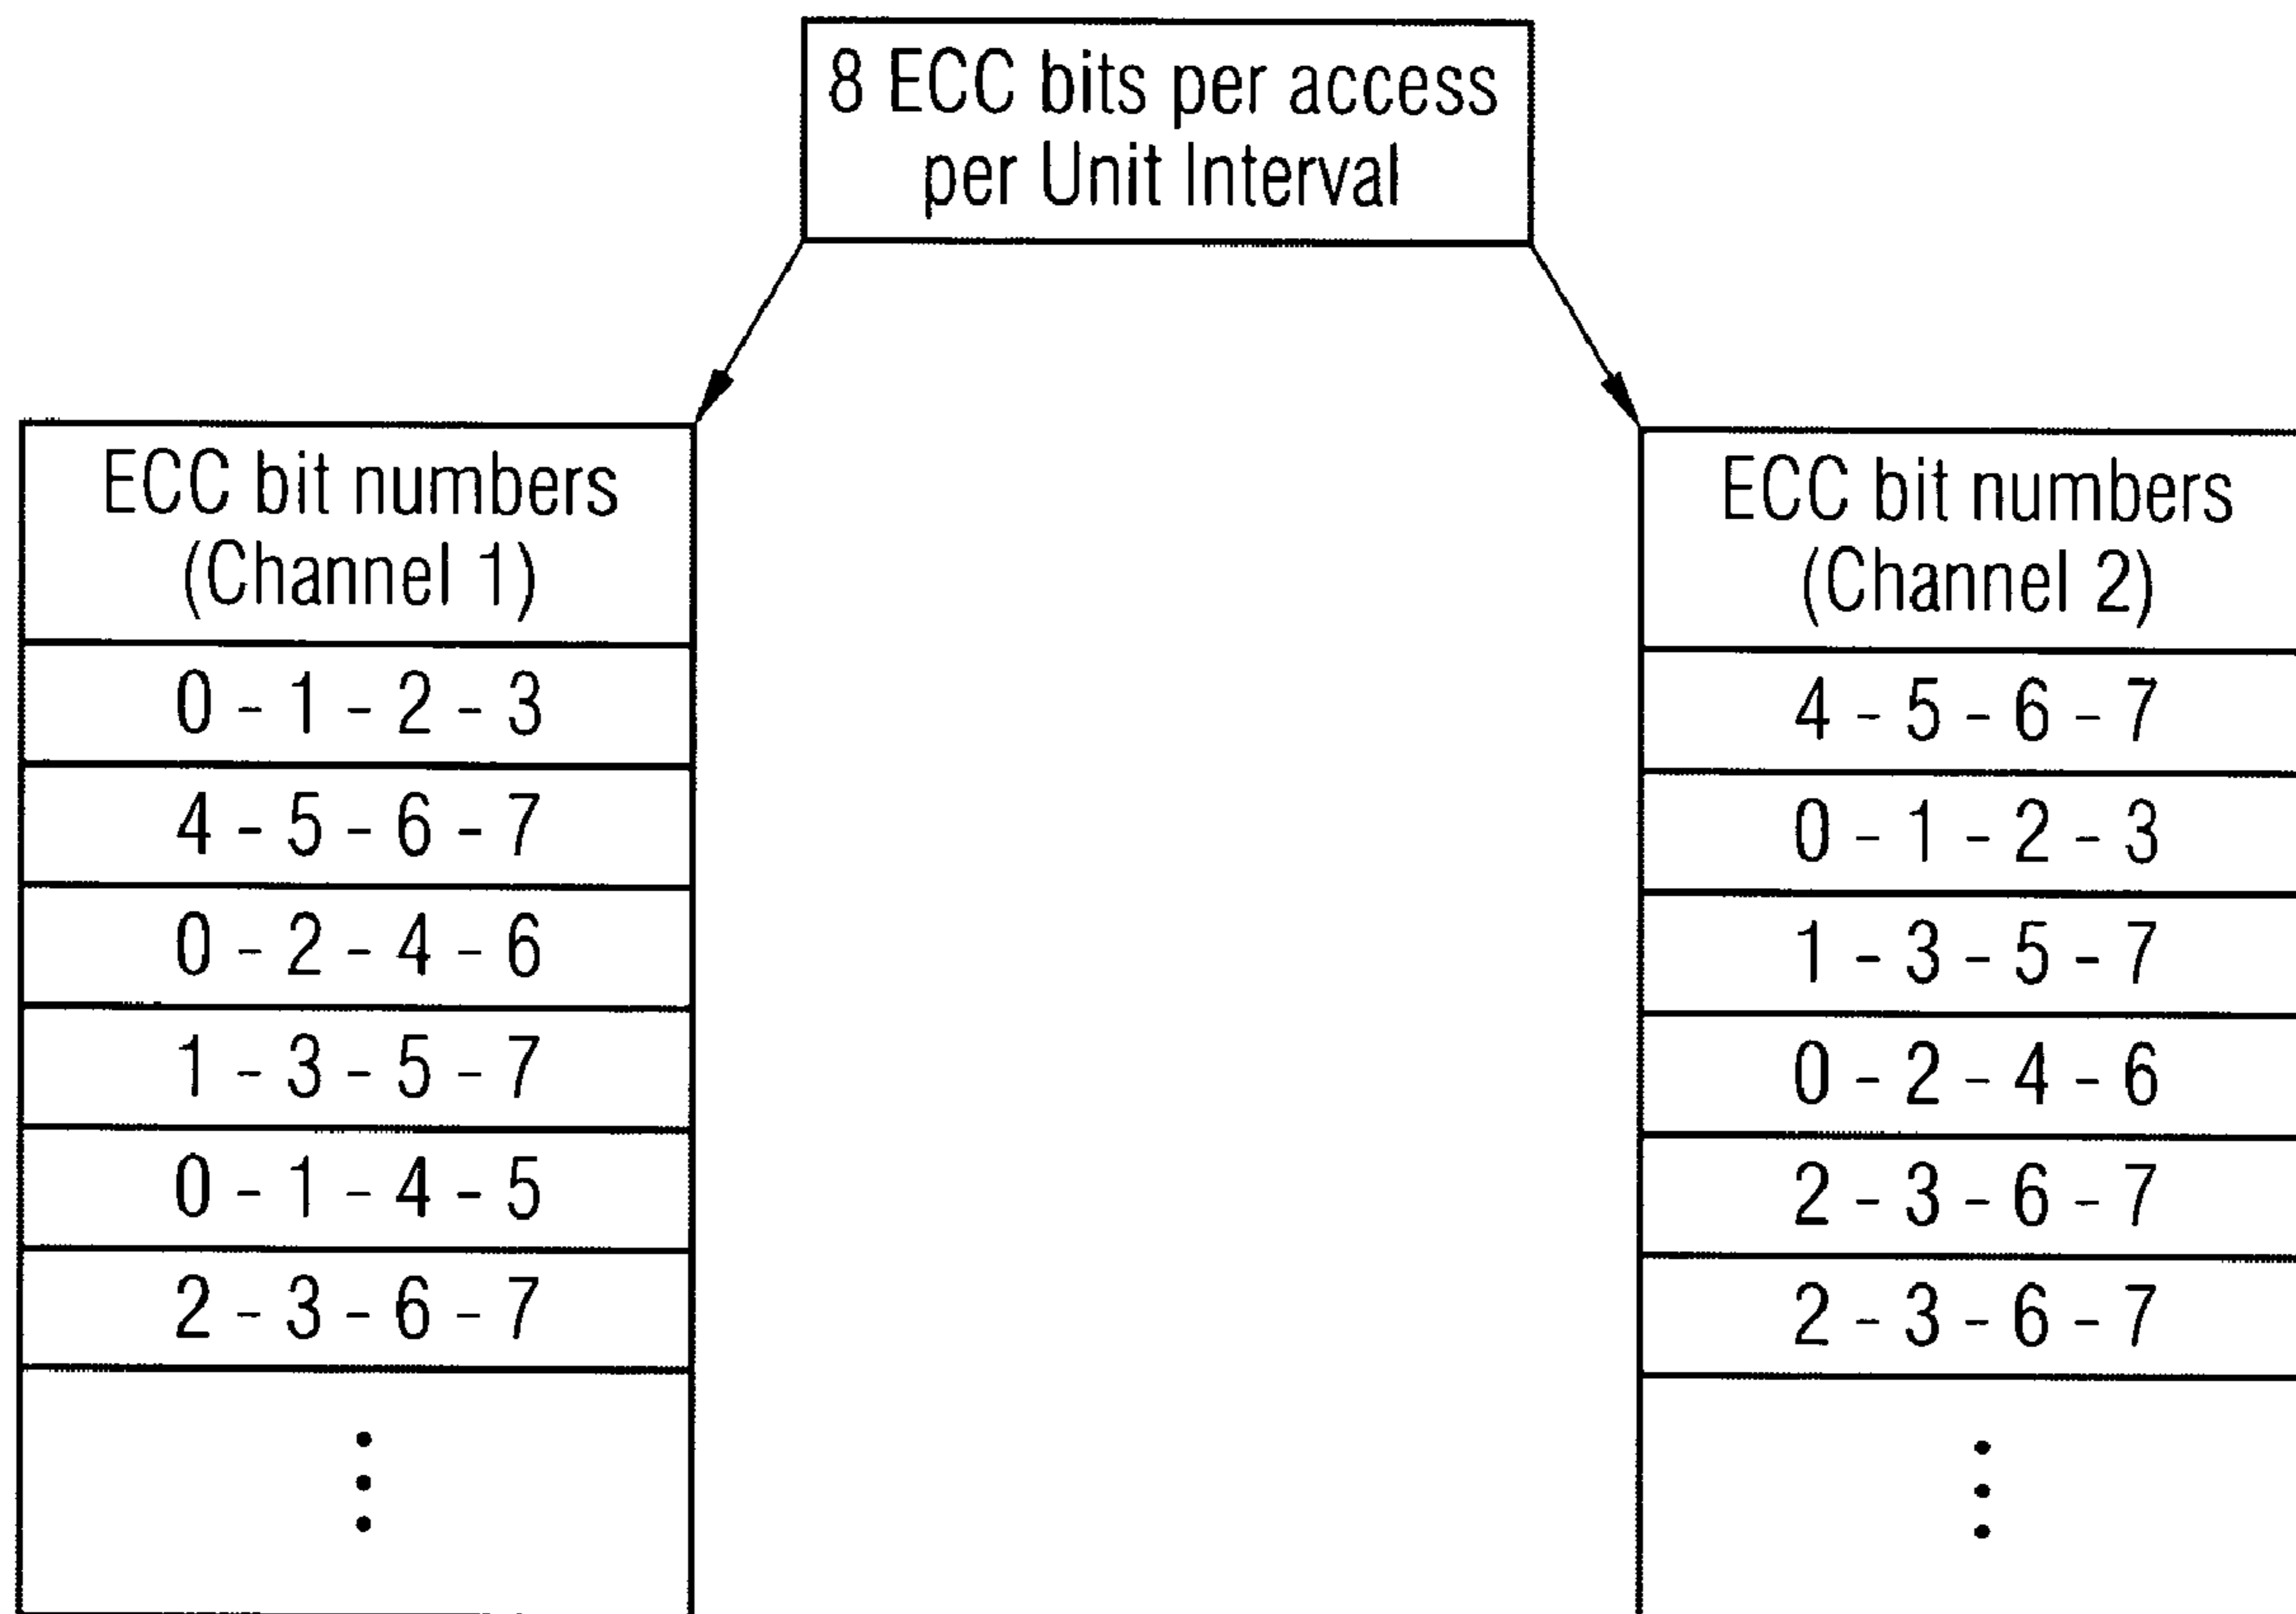 8 ECC bits per access
per Unit Interval
ECC bit numbers
(Channel 1)
0 - 1 - 2 - 3
4 - 5 - 6 - 7
0 - 2 - 4 - 6
1 - 3 - 5 - 7
0 - 1 - 4 - 5
2 - 3 - 6 - 7
ECC bit numbers
(Channel 2)
4 - 5 - 6 - 7
0 - 1 - 2 - 3
1 - 3 - 5 - 7
0 - 2 - 4 - 6
2 - 3 - 6 - 7
2 - 3 - 6 - 7